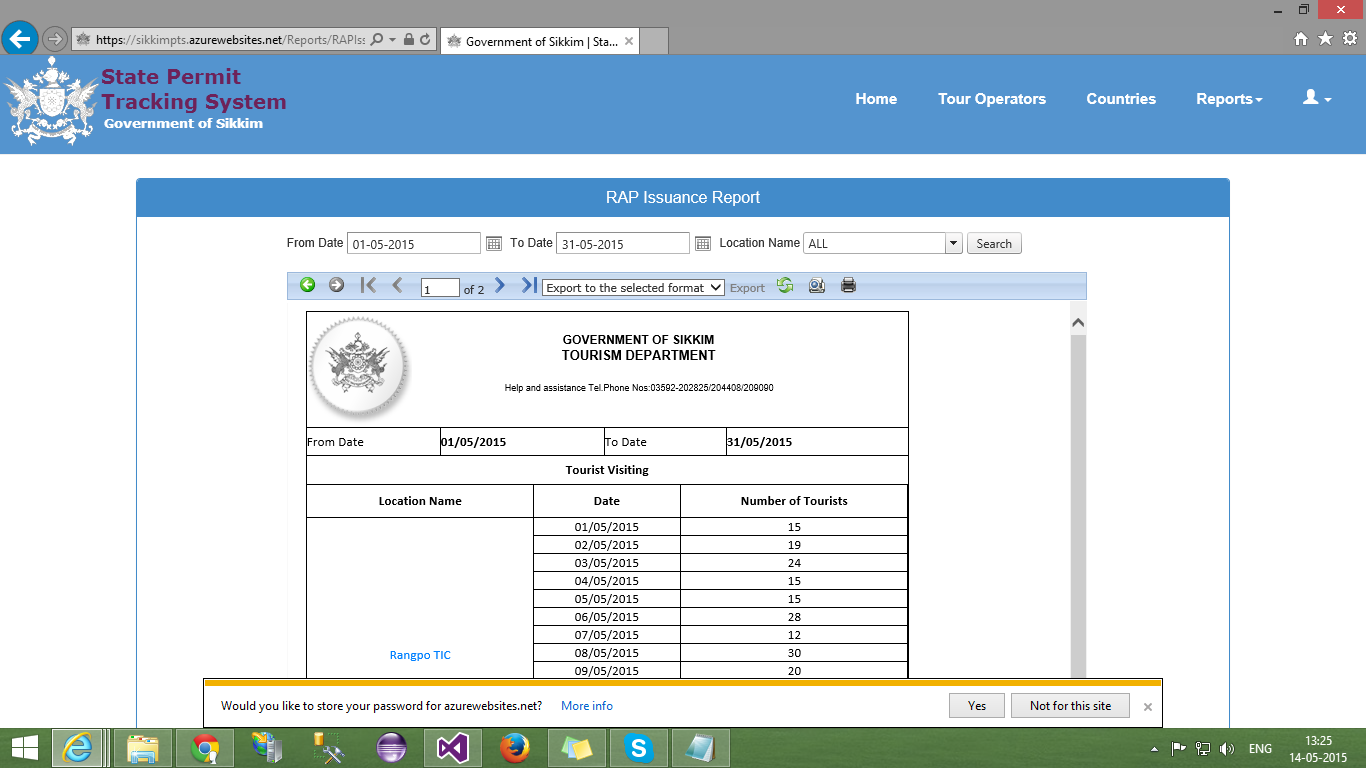 https://sikkimpts.azurewebsites.net/Reports/RAPIss
Government of Sikkim | Sta...
State Permit
Tracking System
Government of Sikkim
Home Tour Operators Countries Reports
RAP Issuance Report
From Date 01-05-2015 To Date 31-05-2015 Location Name ALL Search
1 of 2 Export to the selected format Export
GOVERNMENT OF SIKKIM
TOURISM DEPARTMENT
Help and assistance Tel.Phone Nos:03592-202825/204408/209090
From Date 01/05/2015 To Date 31/05/2015
Tourist Visiting
Location Name Date Number of Tourists
01/05/2015 15
02/05/2015 19
03/05/2015 24
04/05/2015 15
05/05/2015 15
06/05/2015 28
07/05/2015 12
Rangpo TIC 08/05/2015 30
09/05/2015 20
Would you like to store your password for azurewebsites.net? More info Yes Not for this site
ENG
13:25
14-05-2015